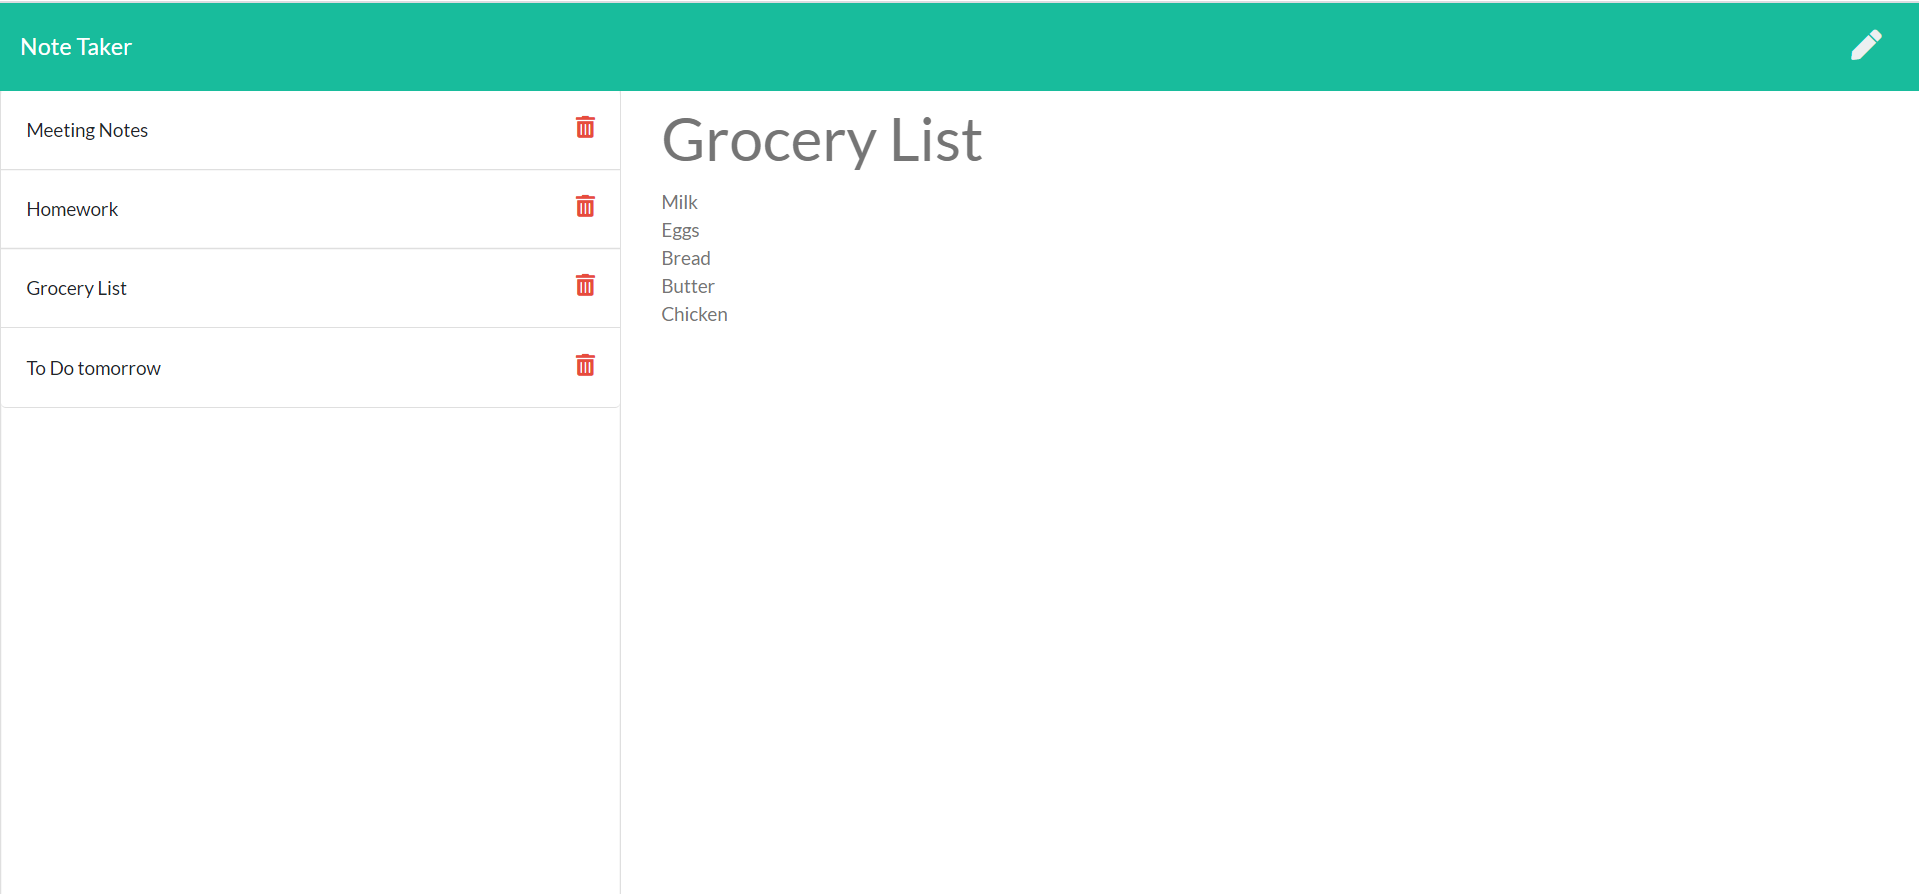 Note Taker
Meeting Notes
Homework
Grocery List
To Do tomorrow
Grocery List
Milk
Eggs
Bread
Butter
Chicken